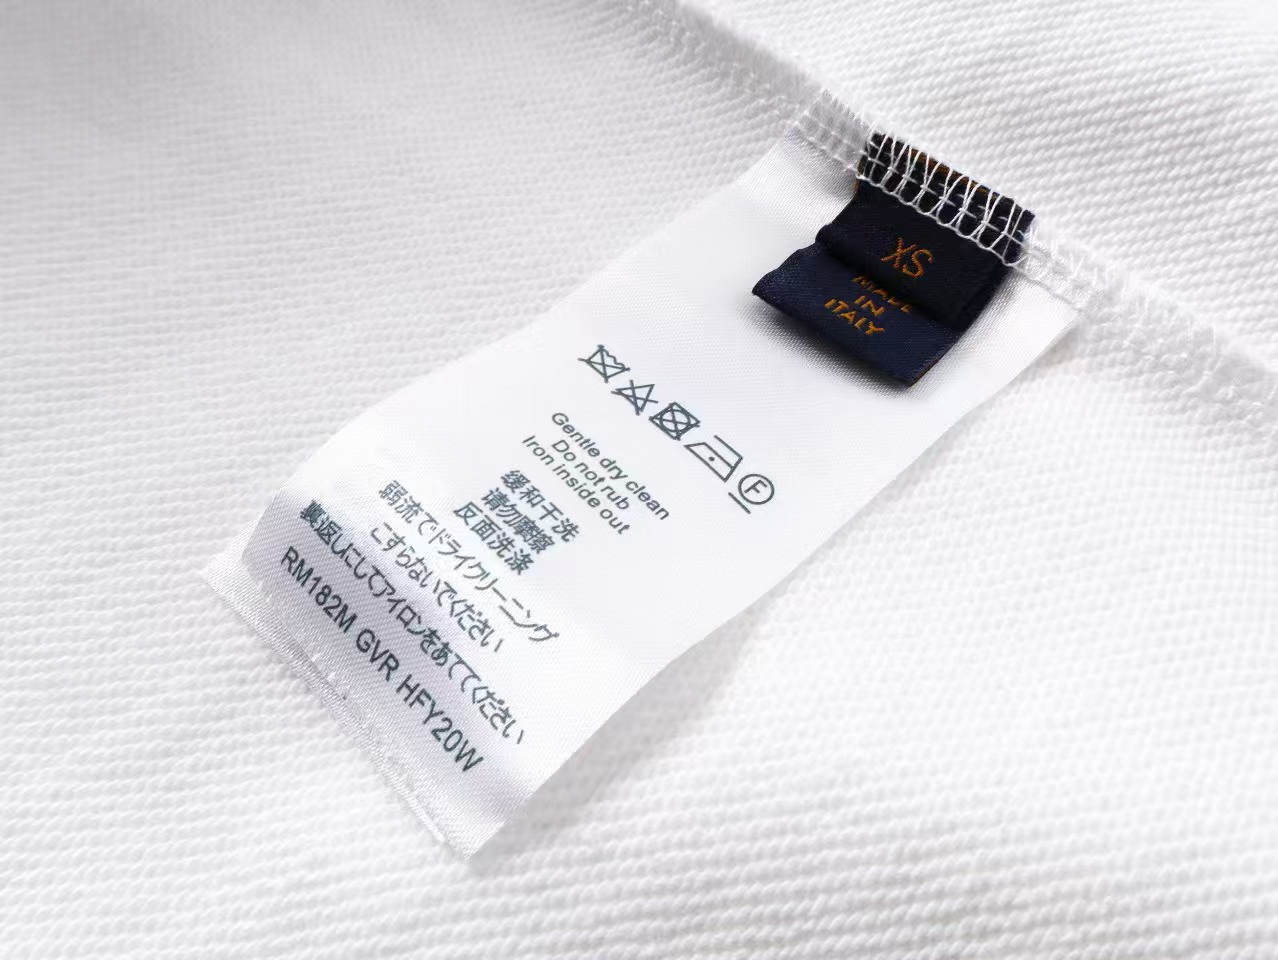 XS
MADE
IN
ITALY
F
Gentle dry clean
Do not rub
Iron inside out
缓和干洗
请勿摩擦
反面洗涤
弱流でドライクリーニング
こすらないでください
裏返しにしてアイロンをあててください
RM182M GVR HFY20W